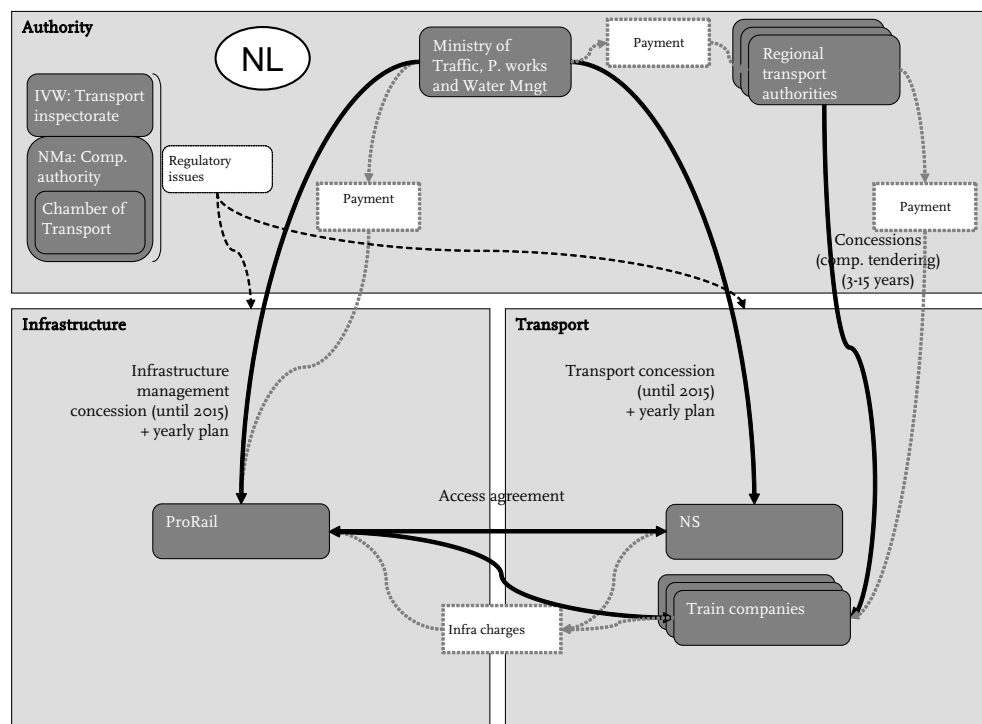 Authority
NL
Ministry of
Traffic, P. works
and Water Mngt
Payment
Regional
transport
authorities
IVW: Transport
inspectorate
NMa: Comp.
authority
Chamber of
Transport
Regulatory
issues
Payment
Payment
Concessions
(comp. tendering)
(3-15 years)
Infrastructure
Transport
Infrastructure
management
concession (until 2015)
+ yearly plan
Transport concession
(until 2015)
+ yearly plan
Access agreement
ProRail
NS
Train companies
Infra charges